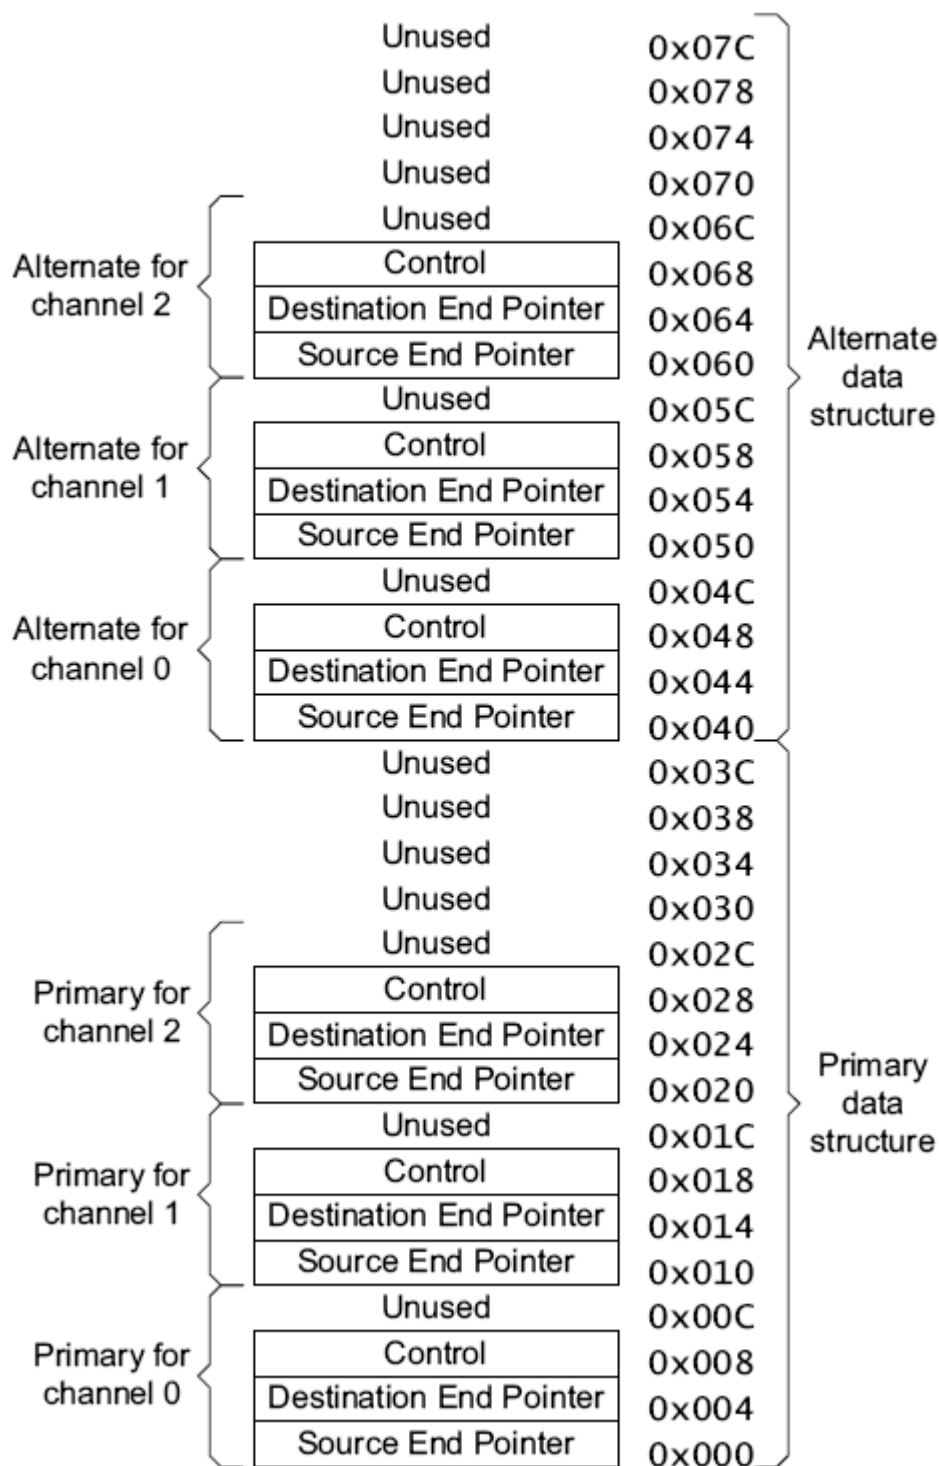 Unused 0x07C
Unused 0x078
Unused 0x074
Unused 0x070
Unused 0x06C
Alternate for
channel 2
Control 0x068
Destination End Pointer 0x064
Source End Pointer 0x060
Alternate
data
structure
Unused 0x05C
Alternate for
channel 1
Control 0x058
Destination End Pointer 0x054
Source End Pointer 0x050
Unused 0x04C
Alternate for
channel 0
Control 0x048
Destination End Pointer 0x044
Source End Pointer 0x040
Unused 0x03C
Unused 0x038
Unused 0x034
Unused 0x030
Unused 0x02C
Primary for
channel 2
Control 0x028
Destination End Pointer 0x024
Source End Pointer 0x020
Primary
data
structure
Unused 0x01C
Primary for
channel 1
Control 0x018
Destination End Pointer 0x014
Source End Pointer 0x010
Unused 0x00C
Primary for
channel 0
Control 0x008
Destination End Pointer 0x004
Source End Pointer 0x000